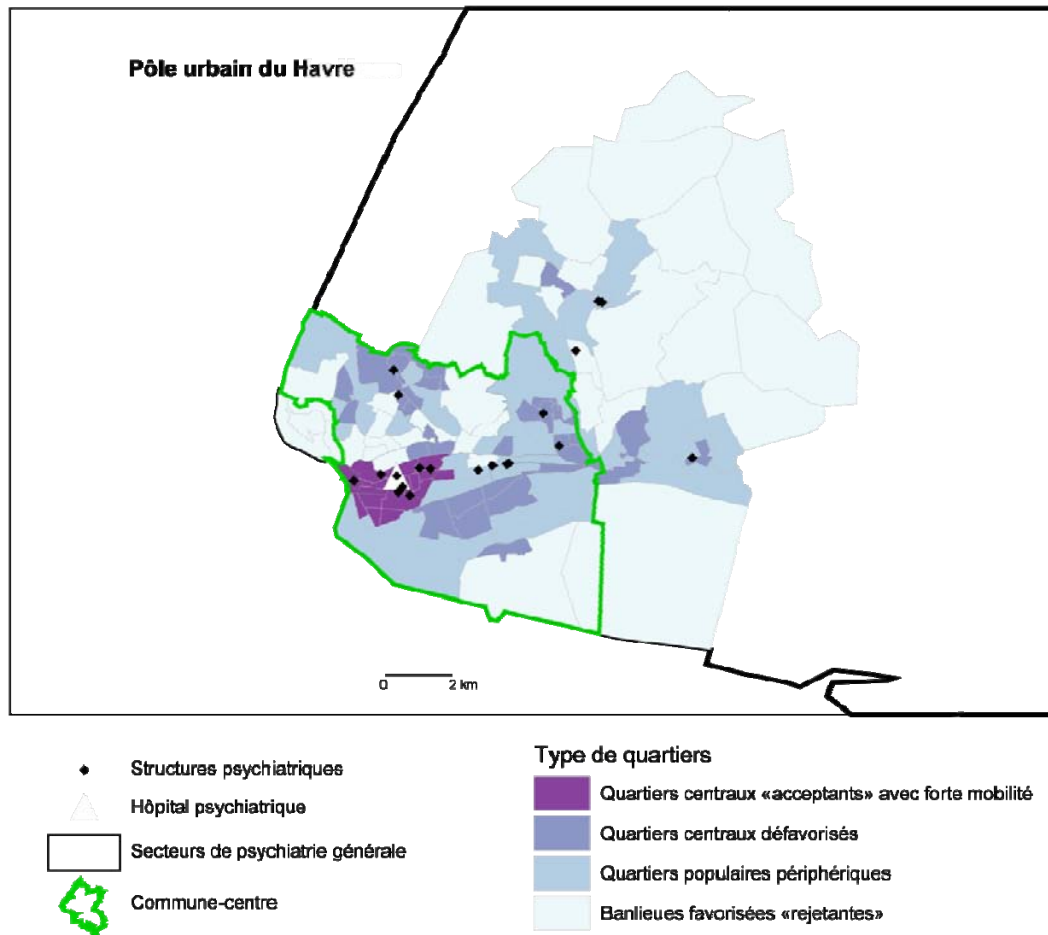 Pôle urbain du Havre
0 2 km
Structures psychiatriques
Hôpital psychiatrique
Secteurs de psychiatrie générale
Commune-centre
Type de quartiers
Quartiers centraux «acceptants» avec forte mobilité
Quartiers centraux défavorisés
Quartiers populaires périphériques
Banlieues favorisées «rejetantes»